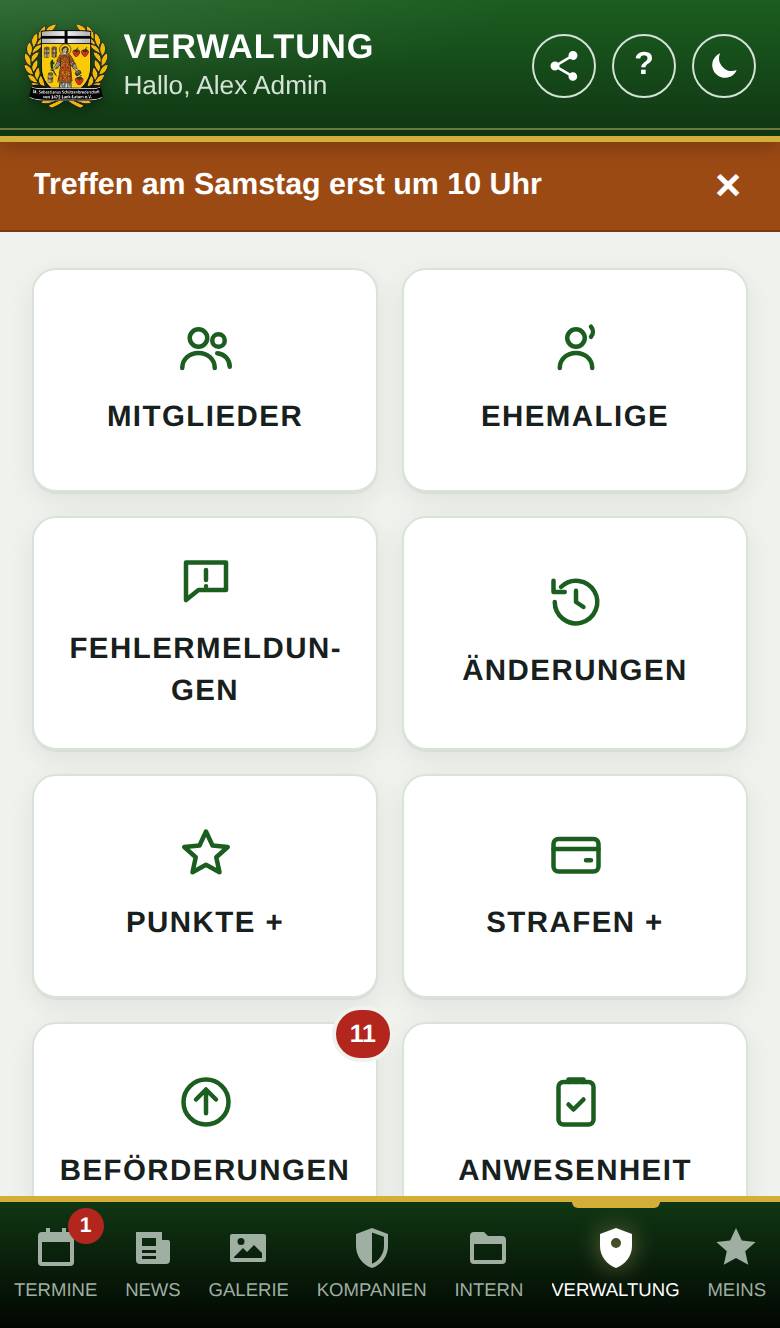 VERWALTUNG
Hallo, Alex Admin
?
Treffen am Samstag erst um 10 Uhr
MITGLIEDER
EHEMALIGE
FEHLERMELDUN-
GEN
ÄNDERUNGEN
PUNKTE +
STRAFEN +
11
BEFÖRDERUNGEN
ANWESENHEIT
1
TERMINE
NEWS
GALERIE
KOMPANIEN
INTERN
VERWALTUNG
MEINS